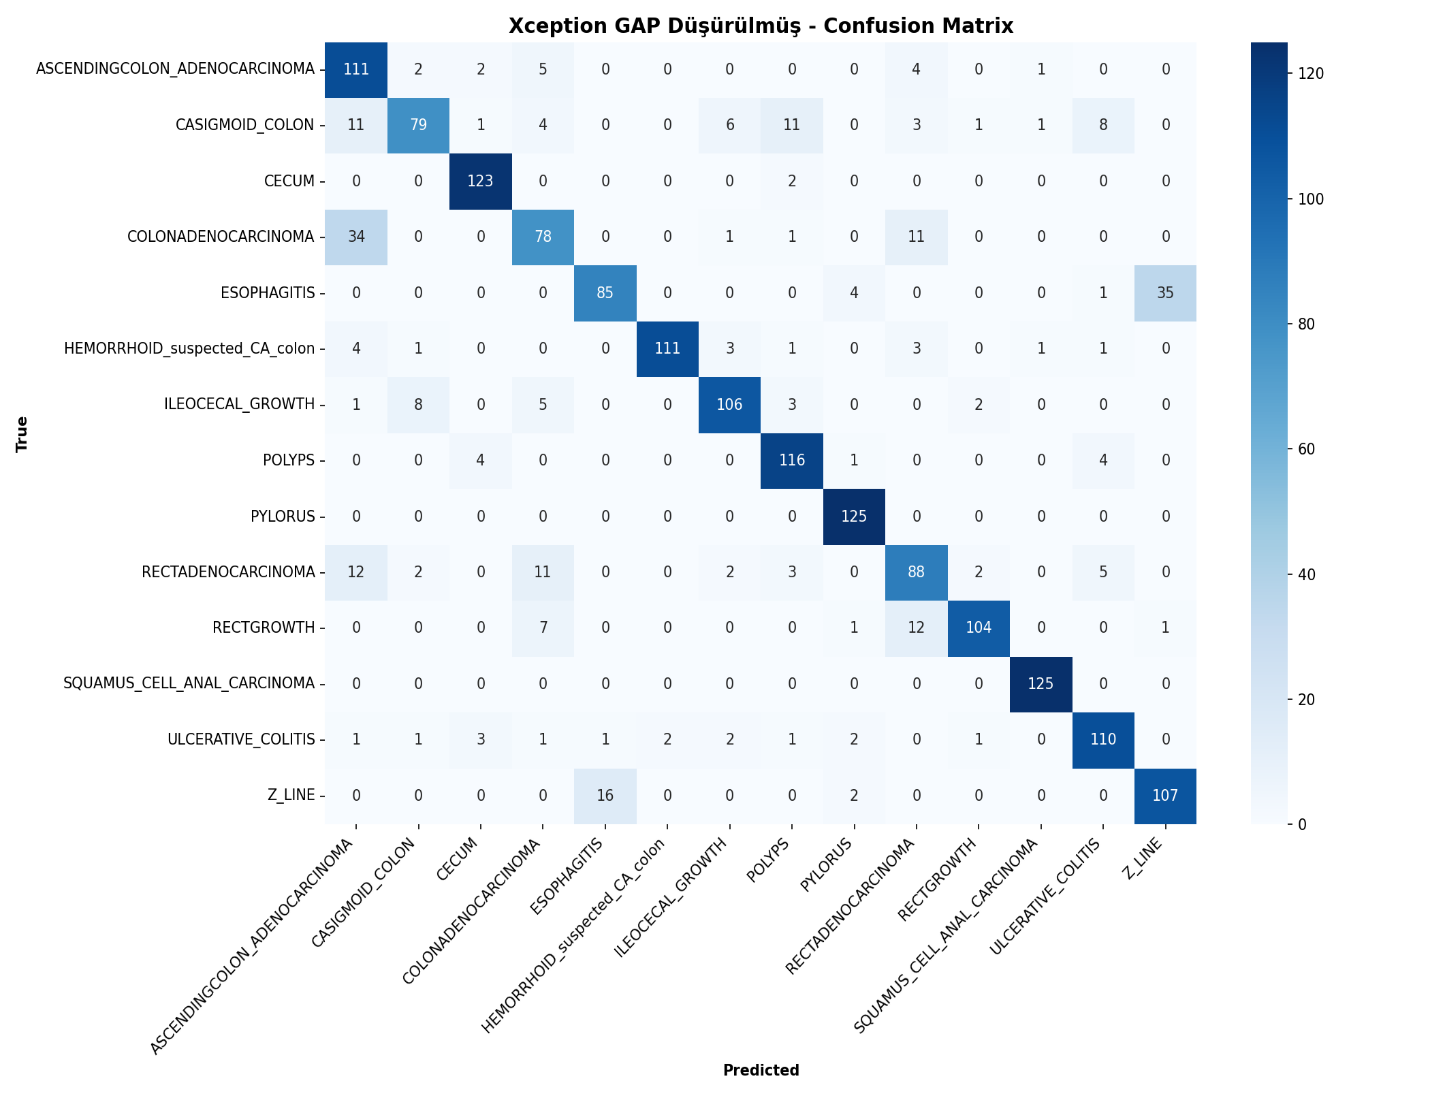 Xception GAP Düşürülmüş - Confusion Matrix
ASCENDINGCOLON_ADENOCARCINOMA 111 2 2 5 0 0 0 0 0 4 0 1 0 0
CASIGMOID_COLON 11 79 1 4 0 0 6 11 0 3 1 1 8 0
CECUM 0 0 123 0 0 0 0 2 0 0 0 0 0 0
COLONADENOCARCINOMA 34 0 0 78 0 0 1 1 0 11 0 0 0 0
ESOPHAGITIS 0 0 0 0 85 0 0 0 4 0 0 0 1 35
HEMORRHOID_suspected_CA_colon 4 1 0 0 0 111 3 1 0 3 0 1 1 0
ILEOCECAL_GROWTH 1 8 0 5 0 0 106 3 0 0 2 0 0 0
POLYPS 0 0 4 0 0 0 0 116 1 0 0 0 4 0
PYLORUS 0 0 0 0 0 0 0 0 125 0 0 0 0 0
RECTADENOCARCINOMA 12 2 0 11 0 0 2 3 0 88 2 0 5 0
RECTGROWTH 0 0 0 7 0 0 0 0 1 12 104 0 0 1
SQUAMUS_CELL_ANAL_CARCINOMA 0 0 0 0 0 0 0 0 0 0 0 125 0 0
ULCERATIVE_COLITIS 1 1 3 1 1 2 2 1 2 0 1 0 110 0
Z_LINE 0 0 0 0 16 0 0 0 2 0 0 0 0 107
True
ASCENDINGCOLON_ADENOCARCINOMA
CASIGMOID_COLON
CECUM
COLONADENOCARCINOMA
ESOPHAGITIS
HEMORRHOID_suspected_CA_colon
ILEOCECAL_GROWTH
POLYPS
PYLORUS
RECTADENOCARCINOMA
RECTGROWTH
SQUAMUS_CELL_ANAL_CARCINOMA
ULCERATIVE_COLITIS
Z_LINE
Predicted
120
100
80
60
40
20
0